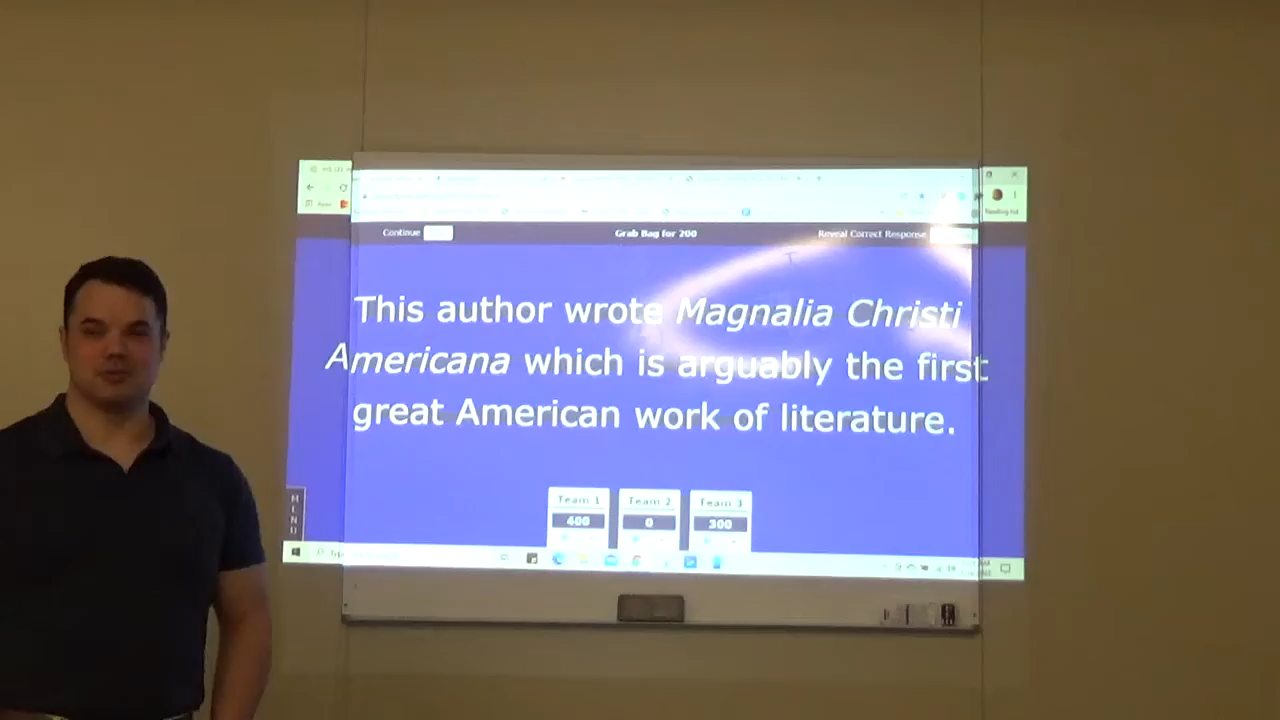 Continue
Grab Bag for 200
Reveal Correct Response
This author wrote Magnalia Christi
Americana which is arguably the first
great American work of literature.
MENU
Team 1
400
Team 2
0
Team 3
300